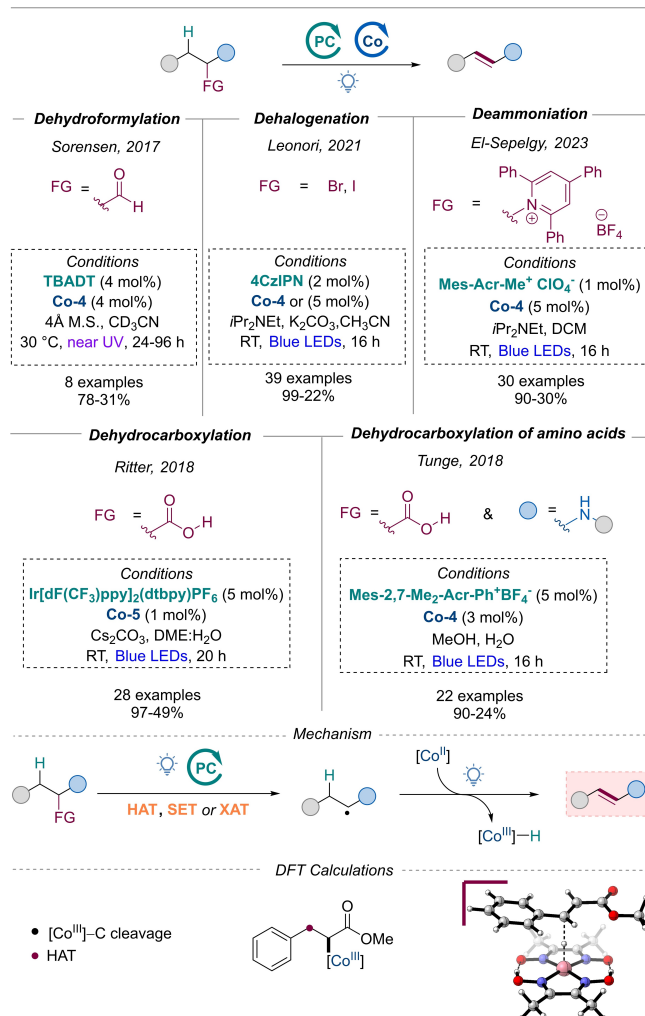 H
PC Co
FG
Dehydroformylation Dehalogenation Deammoniation
Sorensen, 2017 Leonori, 2021 El-Sepelgy, 2023
FG = O H
FG = Br, I
FG = Ph Ph N ⊕ Ph ⊖ BF4
Conditions
TBADT (4 mol%)
Co-4 (4 mol%)
4Å M.S., CD3CN
30 °C, near UV, 24-96 h
8 examples
78-31%
Conditions
4CzIPN (2 mol%)
Co-4 or (5 mol%)
iPr2NEt, K2CO3,CH3CN
RT, Blue LEDs, 16 h
39 examples
99-22%
Conditions
Mes-Acr-Me+ ClO4- (1 mol%)
Co-4 (5 mol%)
iPr2NEt, DCM
RT, Blue LEDs, 16 h
30 examples
90-30%
Dehydrocarboxylation
Ritter, 2018
FG = O O H
Conditions
Ir[dF(CF3)ppy]2(dtbpy)PF6 (5 mol%)
Co-5 (1 mol%)
Cs2CO3, DME:H2O
RT, Blue LEDs, 20 h
28 examples
97-49%
Dehydrocarboxylation of amino acids
Tunge, 2018
FG = O O H & = H N
Conditions
Mes-2,7-Me2-Acr-Ph+BF4- (5 mol%)
Co-4 (3 mol%)
MeOH, H2O
RT, Blue LEDs, 16 h
22 examples
90-24%
Mechanism
H
FG
PC
HAT, SET or XAT
H
[CoII]
[CoIII]–H
DFT Calculations
[CoIII]–C cleavage
HAT
O
OMe
[CoIII]